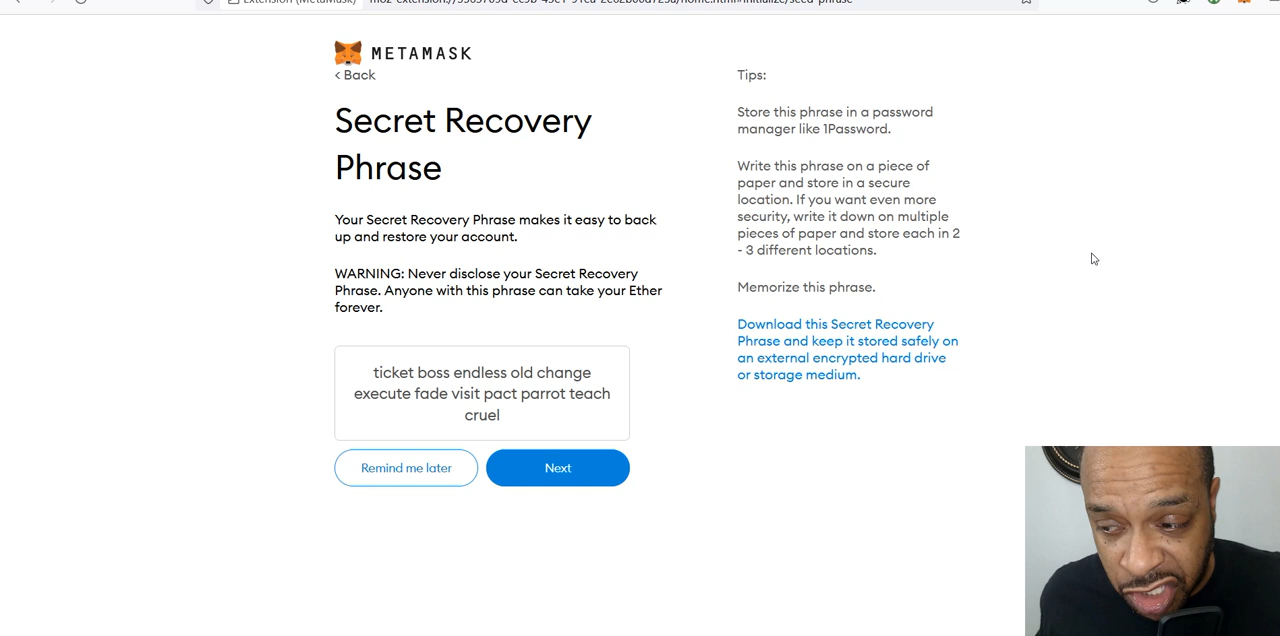 Extension (MetaMask)
METAMASK
< Back
Secret Recovery
Phrase
Your Secret Recovery Phrase makes it easy to back
up and restore your account.
WARNING: Never disclose your Secret Recovery
Phrase. Anyone with this phrase can take your Ether
forever.
ticket boss endless old change
execute fade visit pact parrot teach
cruel
Remind me later
Next
Tips:
Store this phrase in a password
manager like 1Password.
Write this phrase on a piece of
paper and store in a secure
location. If you want even more
security, write it down on multiple
pieces of paper and store each in 2
- 3 different locations.
Memorize this phrase.
Download this Secret Recovery
Phrase and keep it stored safely on
an external encrypted hard drive
or storage medium.